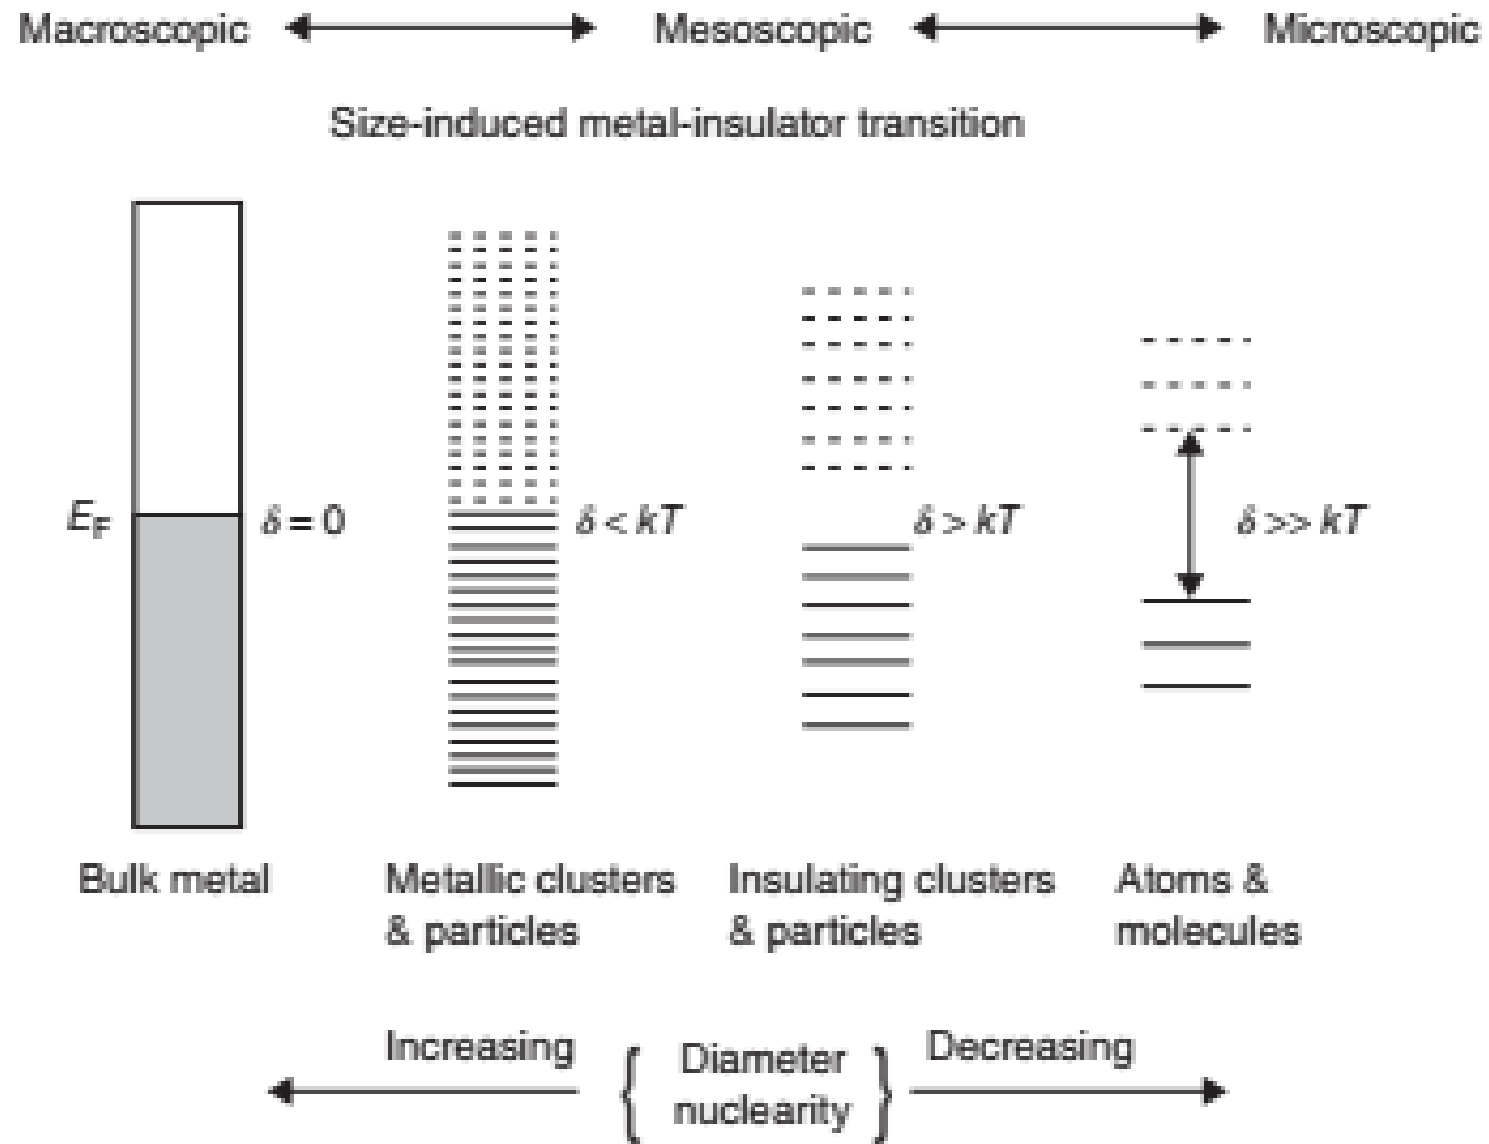 Macroscopic Mesoscopic Microscopic
Size-induced metal-insulator transition
E_F δ = 0 δ < kT δ > kT δ >> kT
Bulk metal Metallic clusters Insulating clusters Atoms &
& particles & particles molecules
Increasing { Diameter } Decreasing
nuclearity